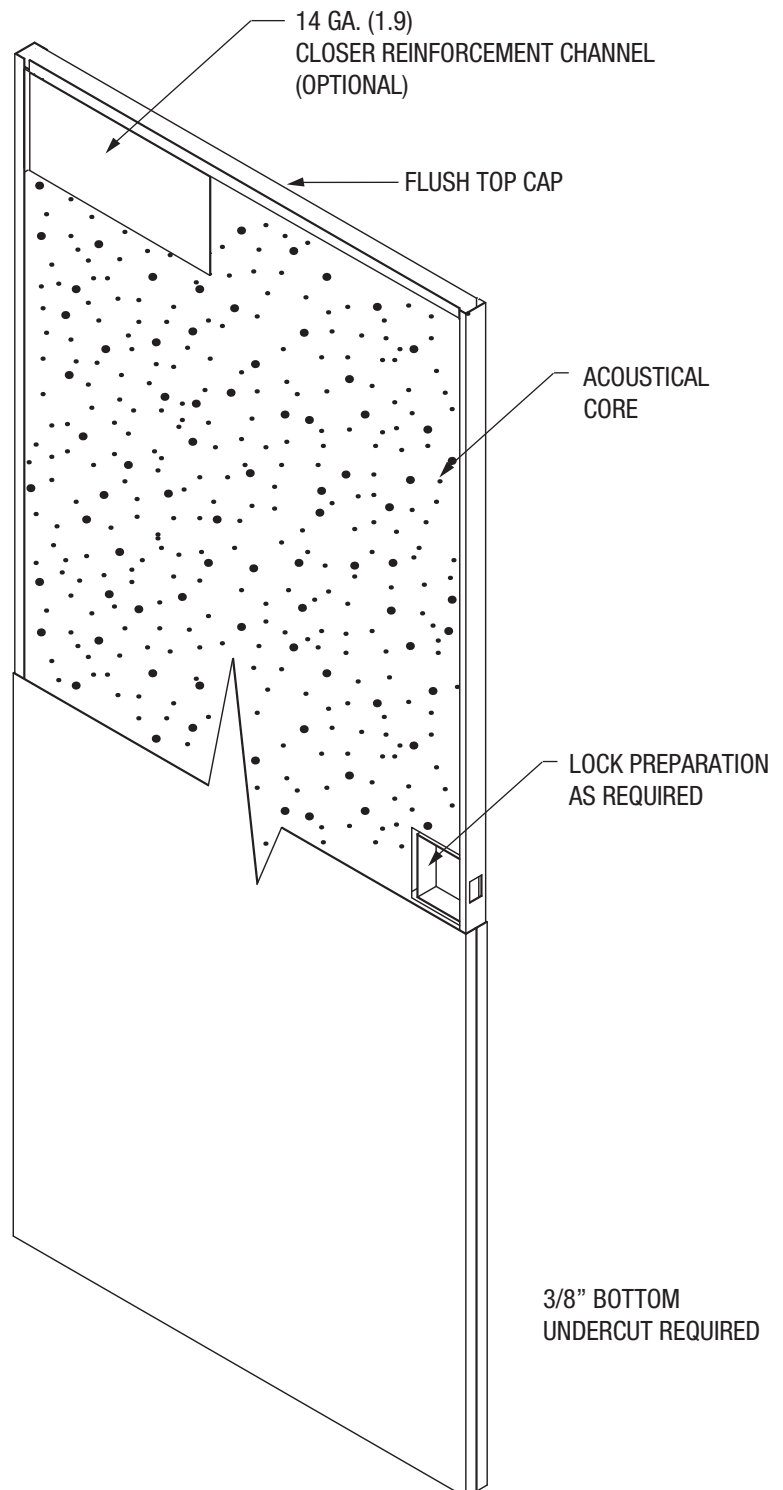 14 GA. (1.9)
CLOSER REINFORCEMENT CHANNEL
(OPTIONAL)
FLUSH TOP CAP
ACOUSTICAL
CORE
LOCK PREPARATION
AS REQUIRED
3/8” BOTTOM
UNDERCUT REQUIRED